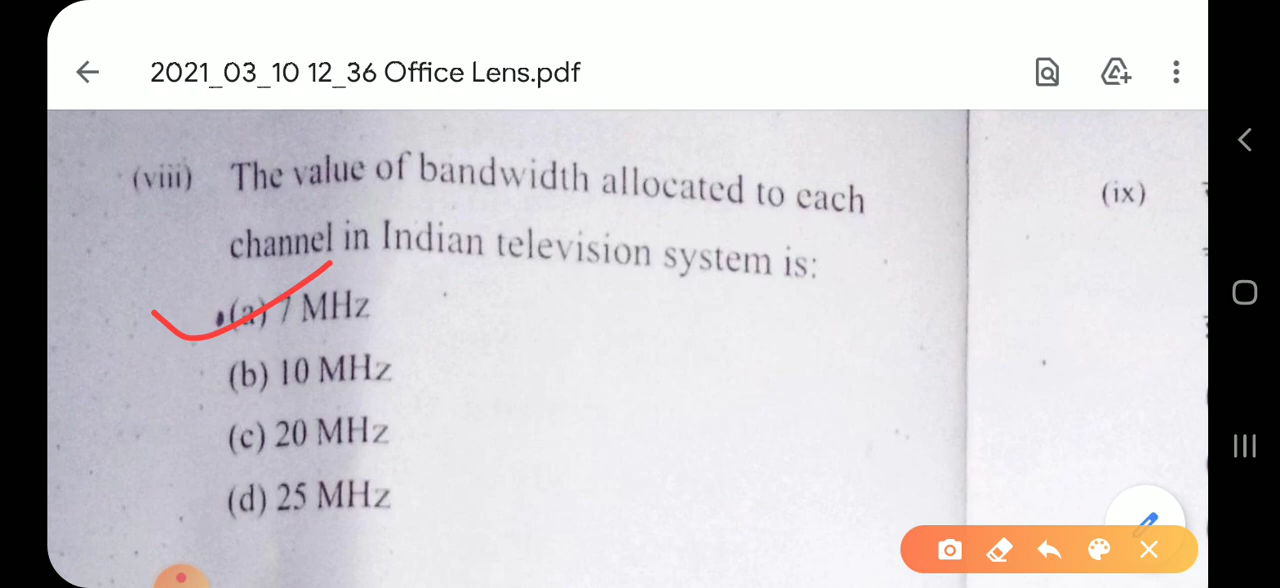 2021_03_10 12_36 Office Lens.pdf
(viii) The value of bandwidth allocated to each
channel in Indian television system is:
(a) 7 MHz
(b) 10 MHz
(c) 20 MHz
(d) 25 MHz
(ix)